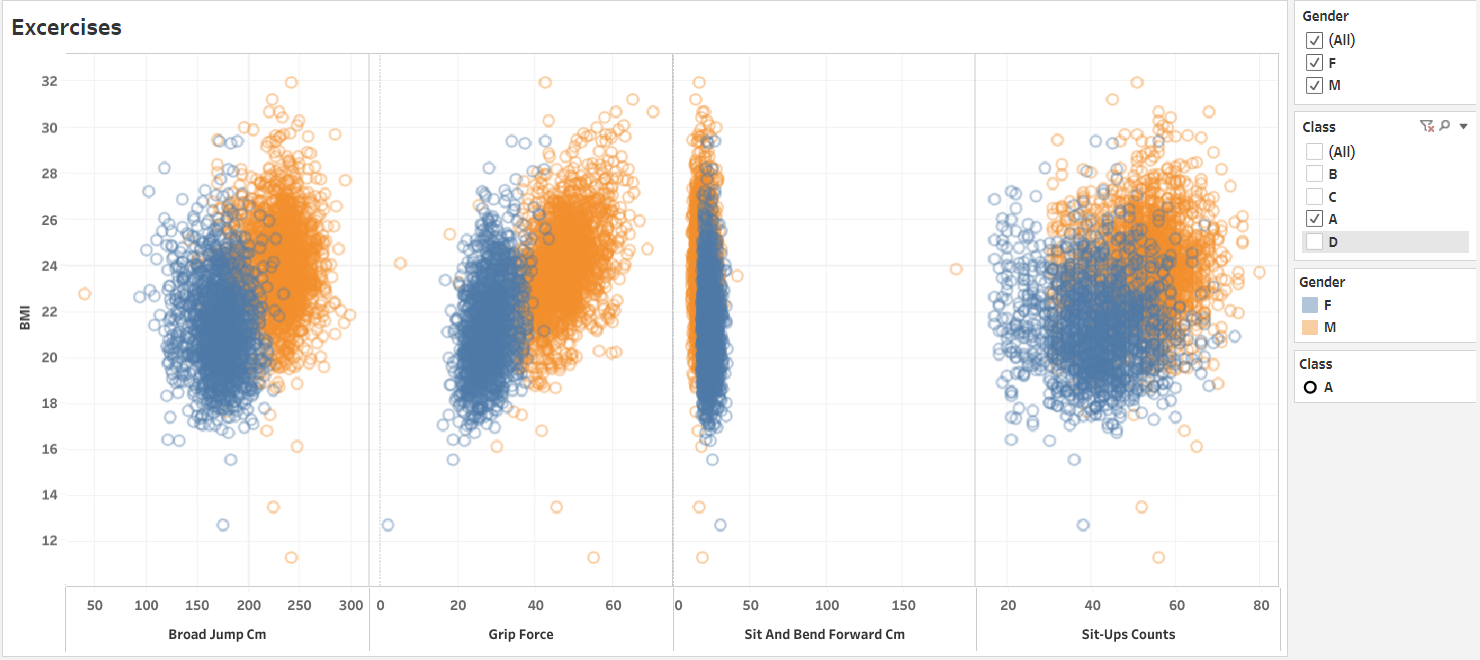 Excercises
BMI
32
30
28
26
24
22
20
18
16
14
12
50 100 150 200 250 300
Broad Jump Cm
0 20 40 60
Grip Force
0 50 100 150
Sit And Bend Forward Cm
20 40 60 80
Sit-Ups Counts
Gender
(All)
F
M
Class
(All)
B
C
A
D
Gender
F
M
Class
A